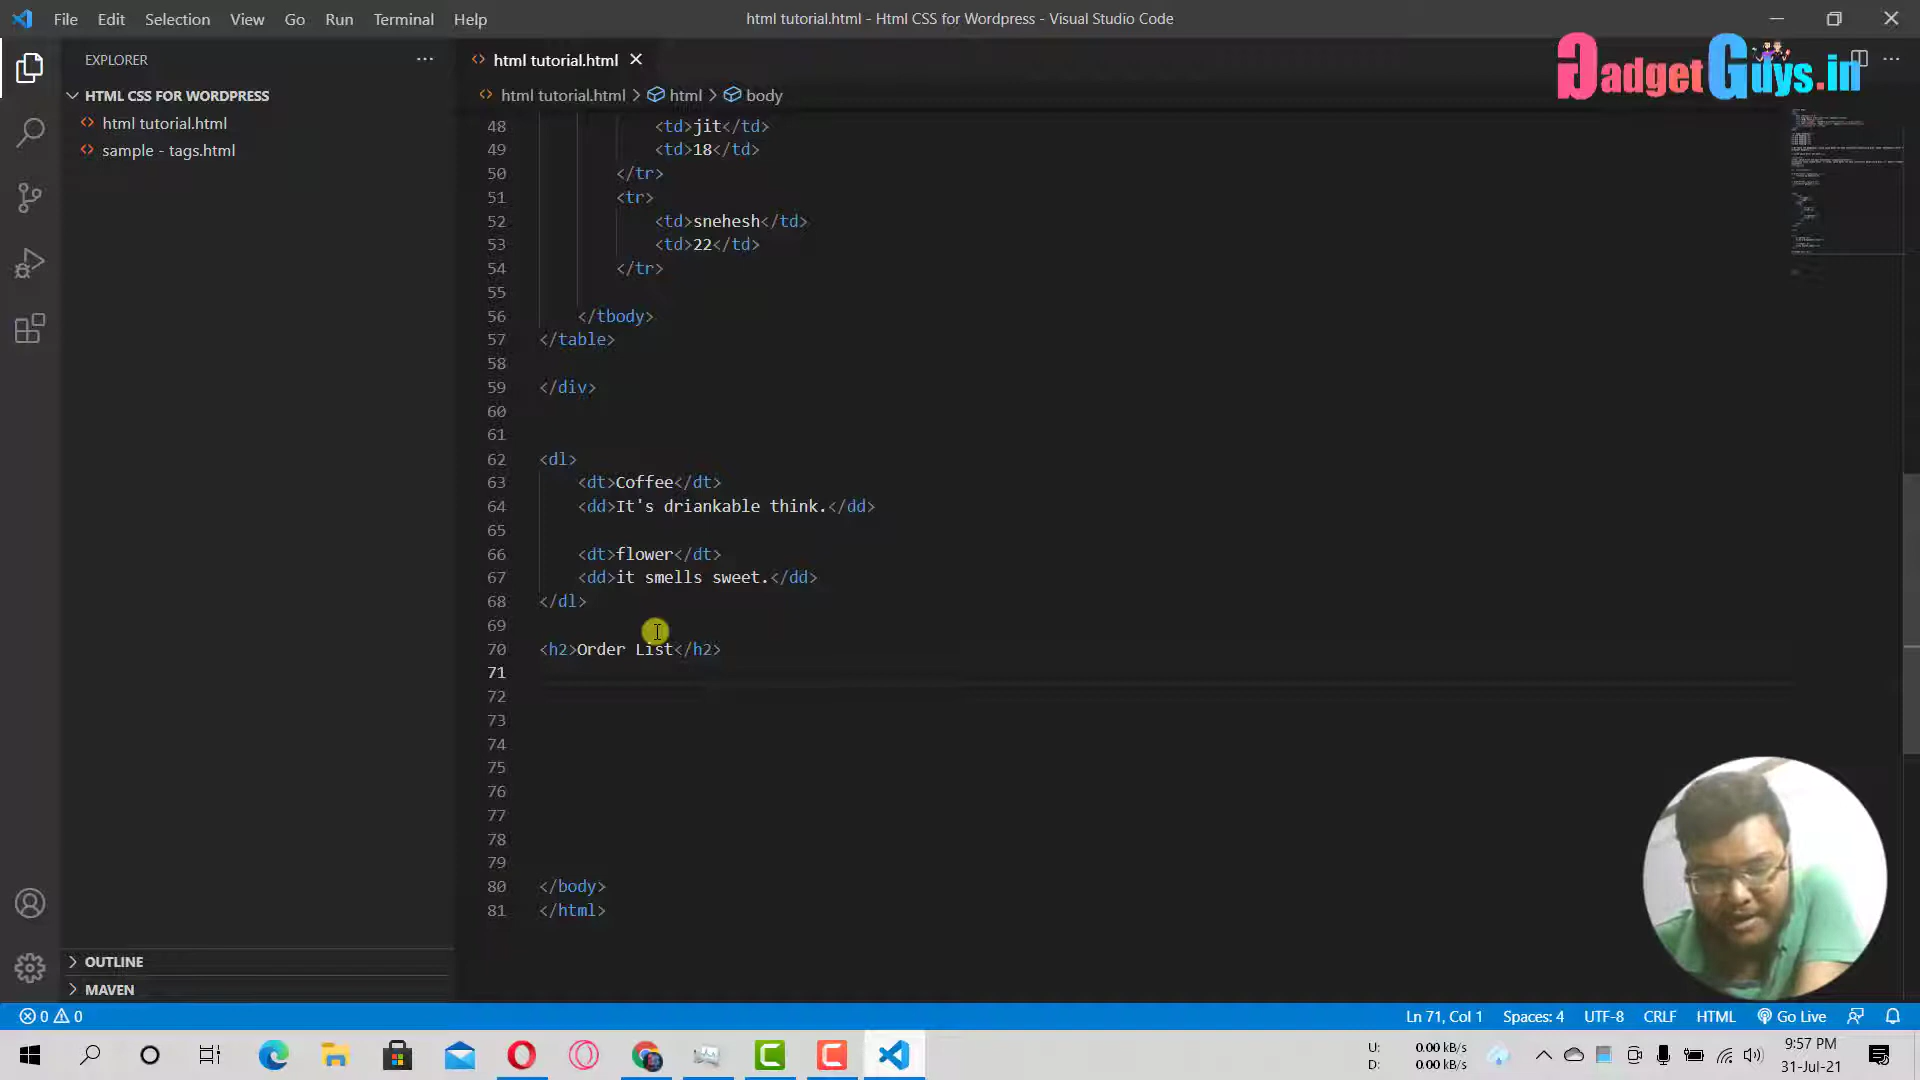 File Edit Selection View Go Run Terminal Help
html tutorial.html - Html CSS for Wordpress - Visual Studio Code
GadgetGuys.in
EXPLORER
HTML CSS FOR WORDPRESS
html tutorial.html
sample - tags.html
OUTLINE
MAVEN
html tutorial.html
html tutorial.html > html > body
48 <td>jit</td>
49 <td>18</td>
50 </tr>
51 <tr>
52 <td>snehesh</td>
53 <td>22</td>
54 </tr>
55
56 </tbody>
57 </table>
58
59 </div>
60
61
62 <dl>
63 <dt>Coffee</dt>
64 <dd>It's driankable think.</dd>
65
66 <dt>flower</dt>
67 <dd>it smells sweet.</dd>
68 </dl>
69
70 <h2>Order List</h2>
71
72
73
74
75
76
77
78
79
80 </body>
81 </html>
0 0 Ln 71, Col 1 Spaces: 4 UTF-8 CRLF HTML Go Live
U: 0.00 kB/s
D: 0.00 kB/s
9:57 PM
31-Jul-21